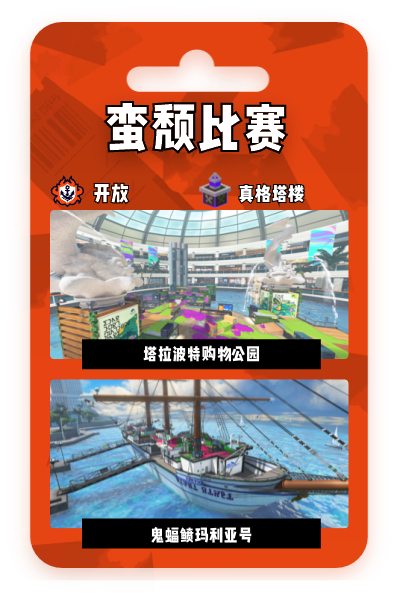 蛮颓比赛
开放
真格塔楼
塔拉波特购物公园
鬼蝠鲼玛利亚号